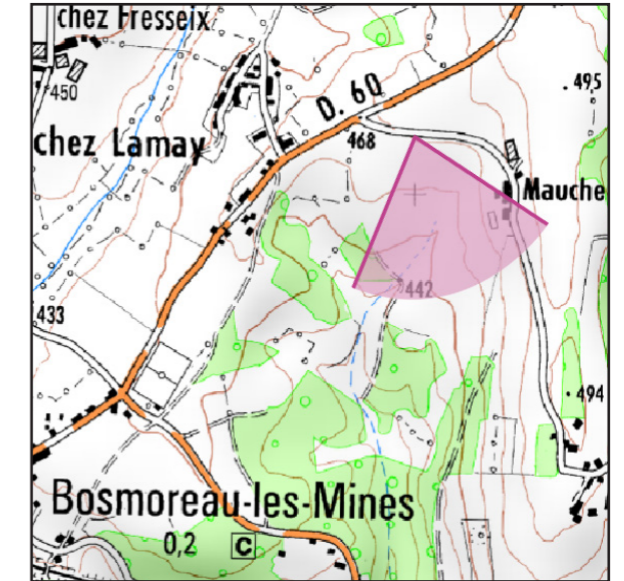 chez Fresseix
450
D. 60
495
chez Lamay
468
Mauche
442
433
494
Bosmoreau-les-Mines
0,2
C